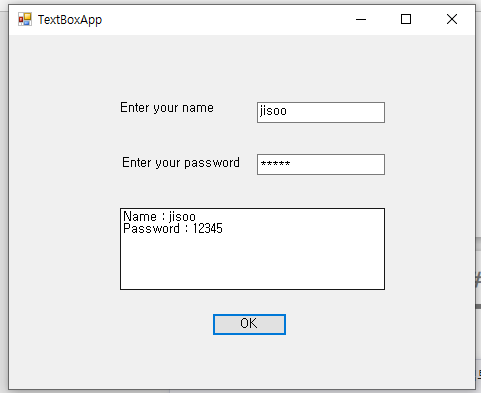 TextBoxApp
Enter your name
jisoo
Enter your password
*****
Name : jisoo
Password : 12345
OK
#